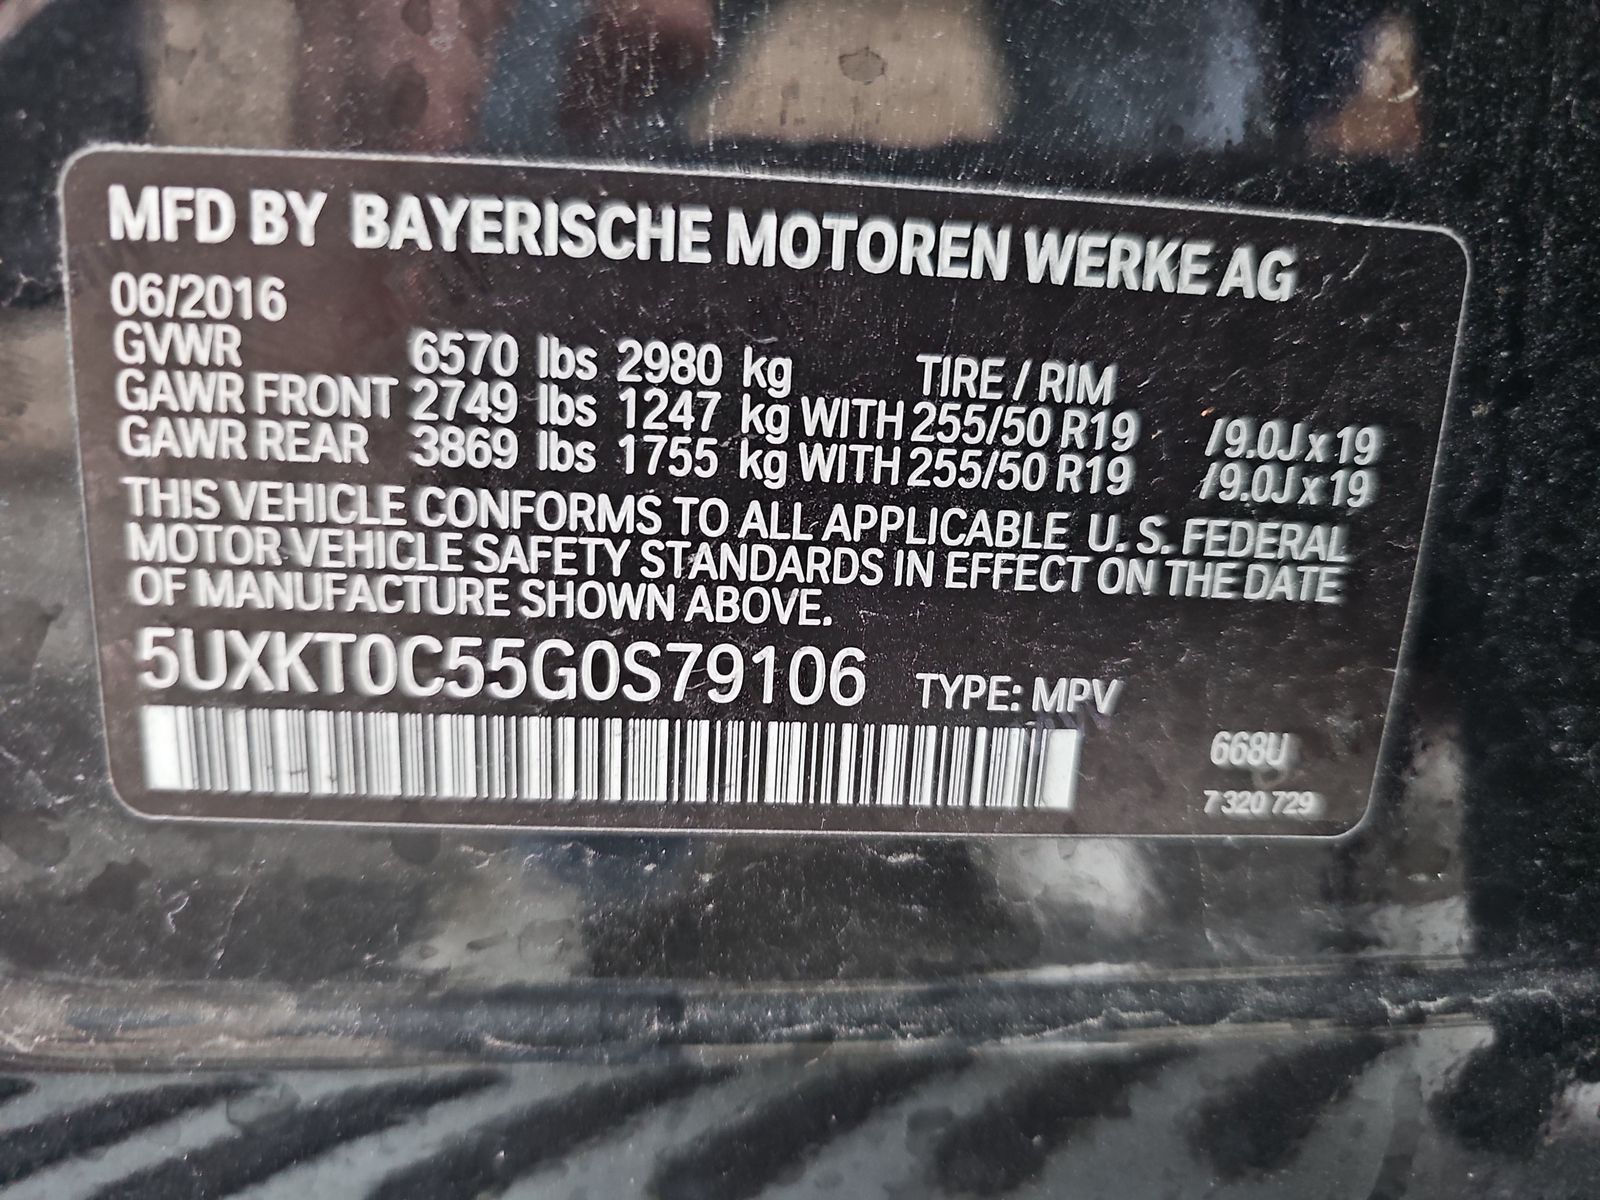 MFD BY BAYERISCHE MOTOREN WERKE AG
06/2016
GVWR 6570 lbs 2980 kg TIRE / RIM
GAWR FRONT 2749 lbs 1247 kg WITH 255/50 R19 /9.0J x 19
GAWR REAR 3869 lbs 1755 kg WITH 255/50 R19 /9.0J x 19
THIS VEHICLE CONFORMS TO ALL APPLICABLE U. S. FEDERAL
MOTOR VEHICLE SAFETY STANDARDS IN EFFECT ON THE DATE
OF MANUFACTURE SHOWN ABOVE.
5UXKT0C55G0S79106 TYPE: MPV
668U
7 320 729